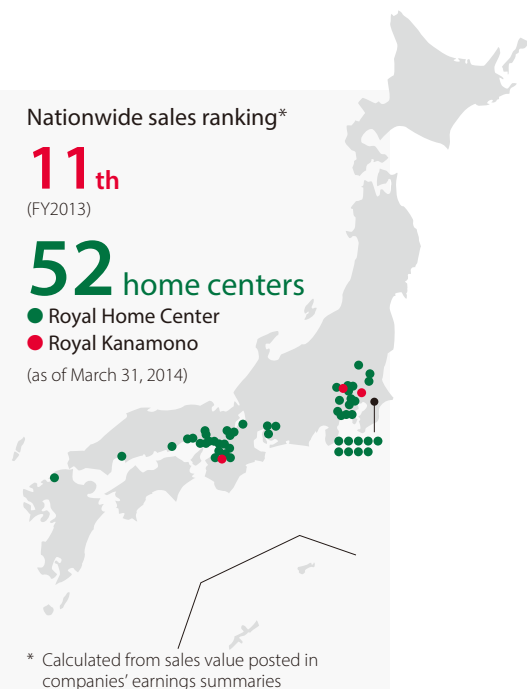 Nationwide sales ranking*
11th
(FY2013)
52 home centers
Royal Home Center
Royal Kanamono
(as of March 31, 2014)
* Calculated from sales value posted in
companies’ earnings summaries